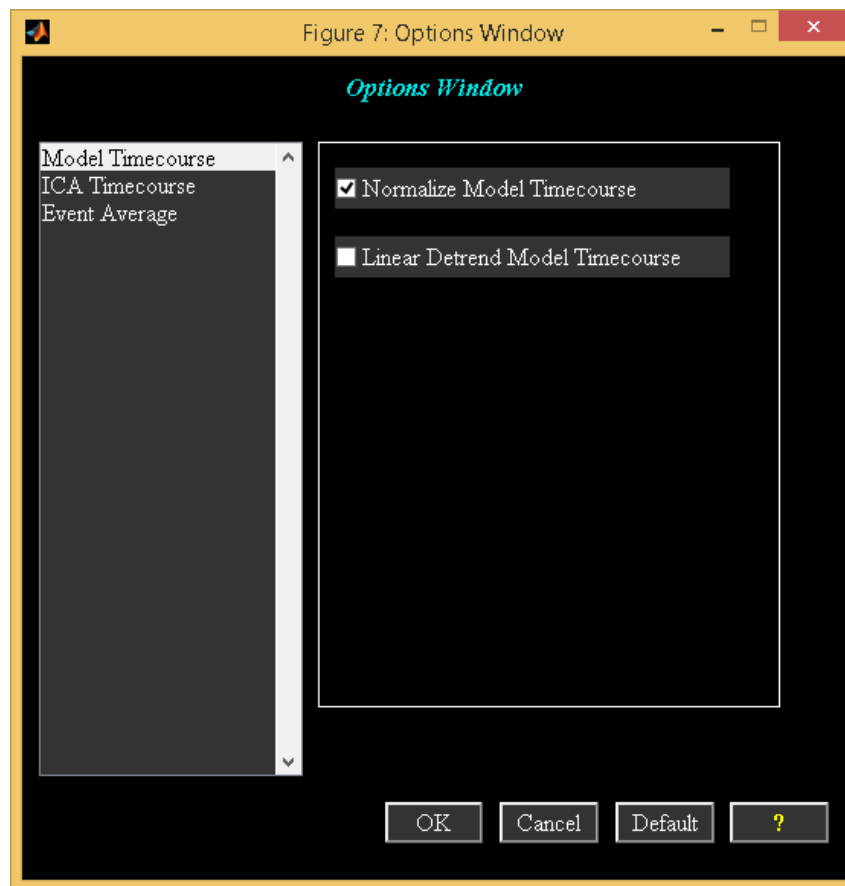 Figure 7: Options Window
Options Window
Model Timecourse
ICA Timecourse
Event Average
Normalize Model Timecourse
Linear Detrend Model Timecourse
OK
Cancel
Default
?